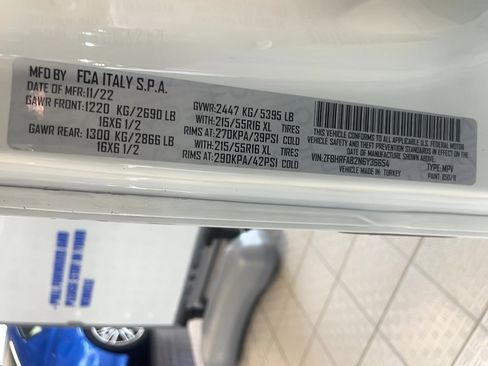 MFD BY FCA ITALY S.P.A.
DATE OF MFR: 11/22 GVWR: 2447 KG/ 5395 LB
GAWR FRONT: 1220 KG/2690 LB WITH: 215/55R16 XL TIRES
16X6 1/2 RIMS AT: 270KPA/39PSI COLD
GAWR REAR: 1300 KG/2866 LB WITH: 215/55R16 XL TIRES
16X6 1/2 RIMS AT: 290KPA/42PSI COLD
THIS VEHICLE CONFORMS TO ALL APPLICABLE U.S. FEDERAL MOTOR
VEHICLE SAFETY AND THEFT PREVENTION STANDARDS IN EFFECT ON THE
DATE OF MANUFACTURE SHOWN ABOVE.
VIN: ZFBHRFAB2N6Y36654 TYPE: MPV
VEHICLE MADE IN TURKEY PAINT: